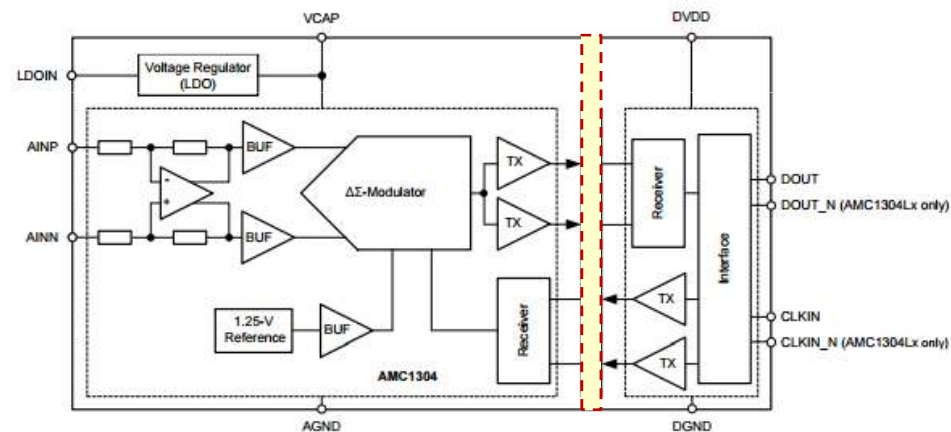 VCAP
DVDD
LDOIN
Voltage Regulator
(LDO)
AINP
BUF
TX
ΔΣ-Modulator
Receiver
DOUT
DOUT_N (AMC1304Lx only)
-
+
TX
AINN
BUF
Interface
TX
CLKIN
1.25-V
Reference
BUF
Receiver
CLKIN_N (AMC1304Lx only)
TX
AMC1304
AGND
DGND